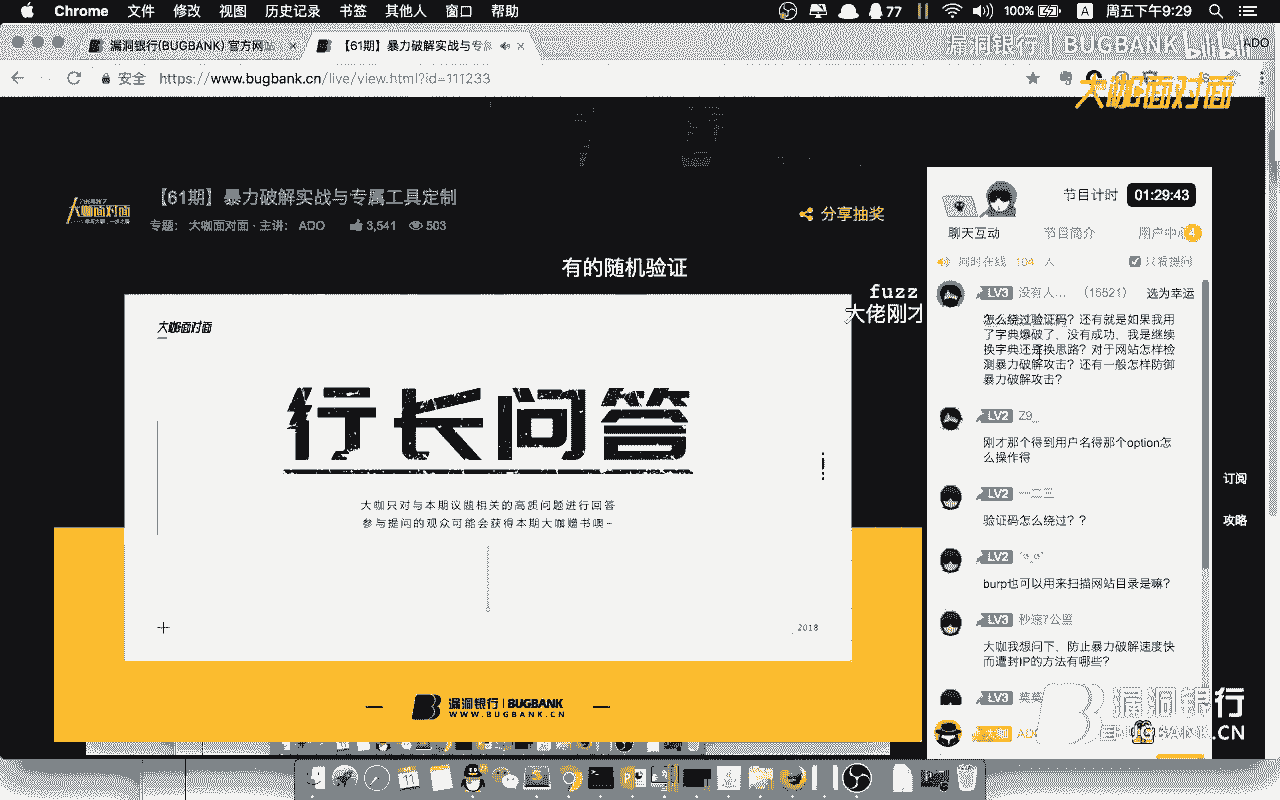 Chrome 文件 修改 视图 历史记录 书签 其他人 窗口 帮助
77 100% A 周五下午9:29
漏洞银行(BUGBANK) 官方网站
【61期】暴力破解实战与专属
漏洞银行 | BUGBANK bilibili ADO
安全 https://www.bugbank.cn/live/view.html?id=111233
大咖面对面
大咖面对面
【61期】暴力破解实战与专属工具定制
专题： 大咖面对面 · 主讲： ADO 3,541 503
分享抽奖
有的随机验证
fuzz
大佬刚才
大咖面对面
行长问答
大咖只对与本期议题相关的高质问题进行回答
参与提问的观众可能会获得本期大咖赠书噢~
2018
漏洞银行 | BUGBANK
WWW.BUGBANK.CN
节目计时 01:29:43
聊天互动 节目简介 用户中心 4
同时在线 104 人 只看提问
LV3 没有人... 选为幸运
怎么绕过验证码？还有就是如果我用
了字典爆破了，没有成功，我是继续
换字典还是换思路？对于网站怎样检
测暴力破解攻击？还有一般怎样防御
暴力破解攻击？
LV2 Z9_
刚才那个得到用户名得那个option怎
么操作得
LV2 一二三
验证码怎么绕过？？
LV2
burp也可以用来扫描网站目录是嘛？
LV3 秒速?公黑
大咖我想问下，防止暴力破解速度快
而遭封IP的方法有哪些？
LV3
大咖 ADO
订阅
攻略
漏洞银行
BUGBANK.CN